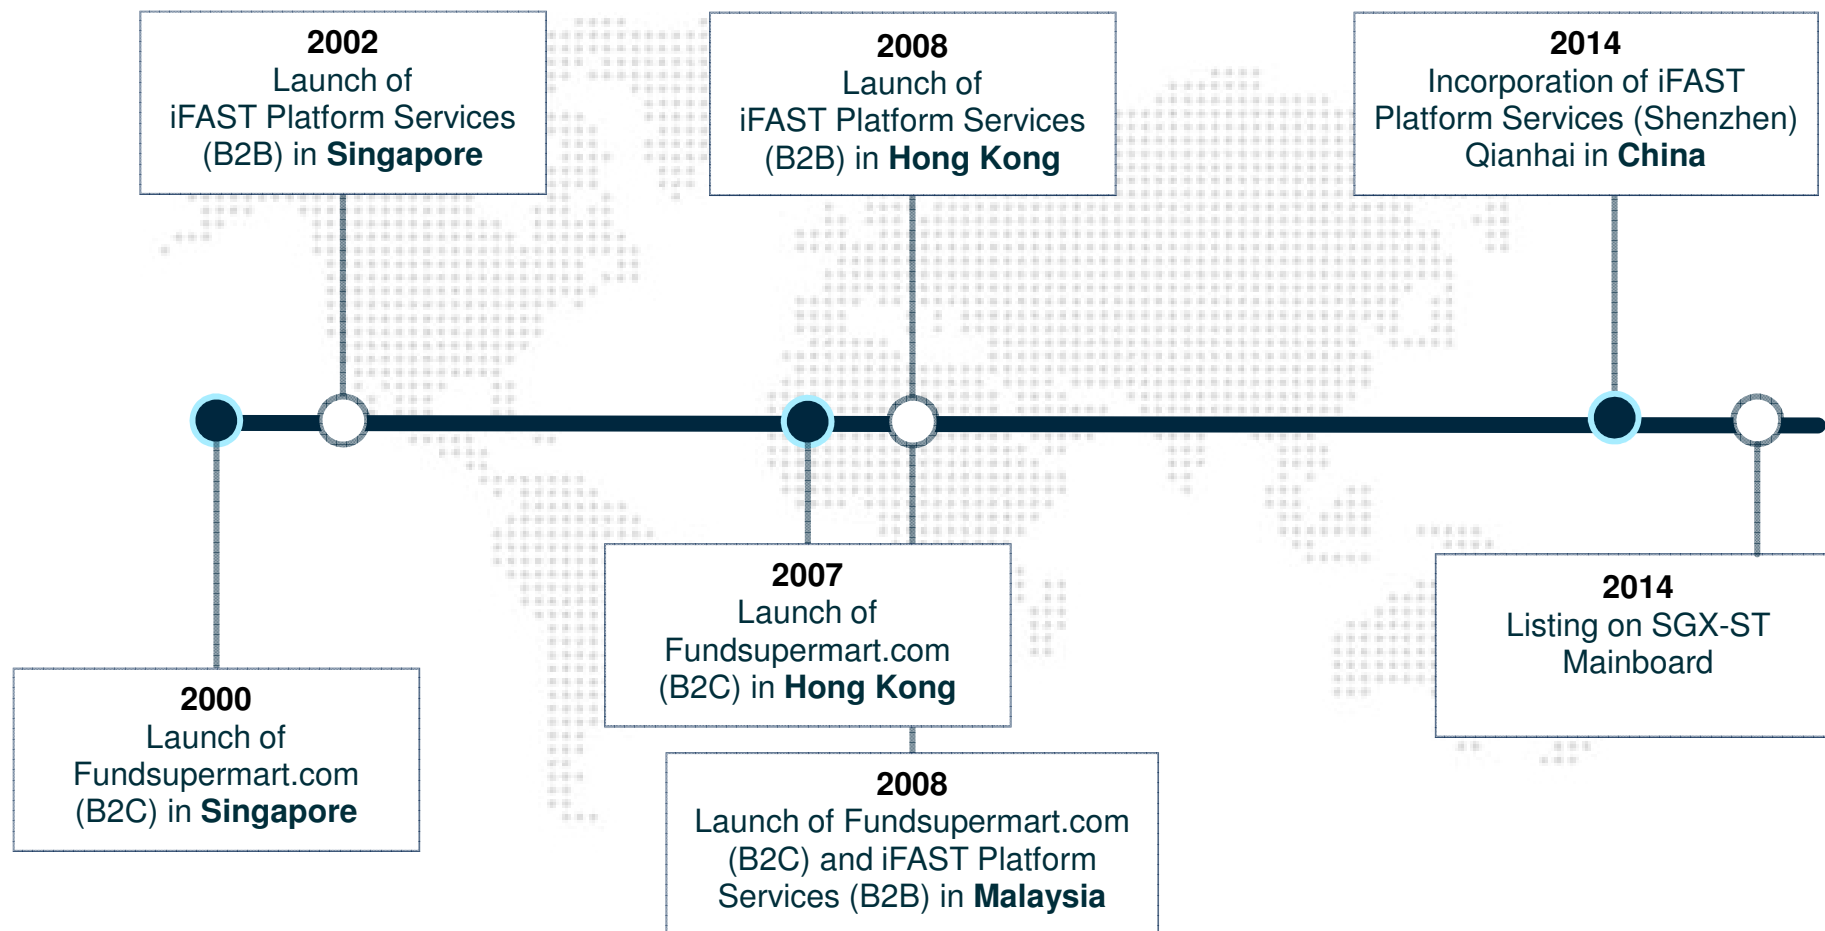 2002
Launch of
iFAST Platform Services
(B2B) in Singapore
2008
Launch of
iFAST Platform Services
(B2B) in Hong Kong
2014
Incorporation of iFAST
Platform Services (Shenzhen)
Qianhai in China
2007
Launch of
Fundsupermart.com
(B2C) in Hong Kong
2014
Listing on SGX-ST
Mainboard
2000
Launch of
Fundsupermart.com
(B2C) in Singapore
2008
Launch of Fundsupermart.com
(B2C) and iFAST Platform
Services (B2B) in Malaysia